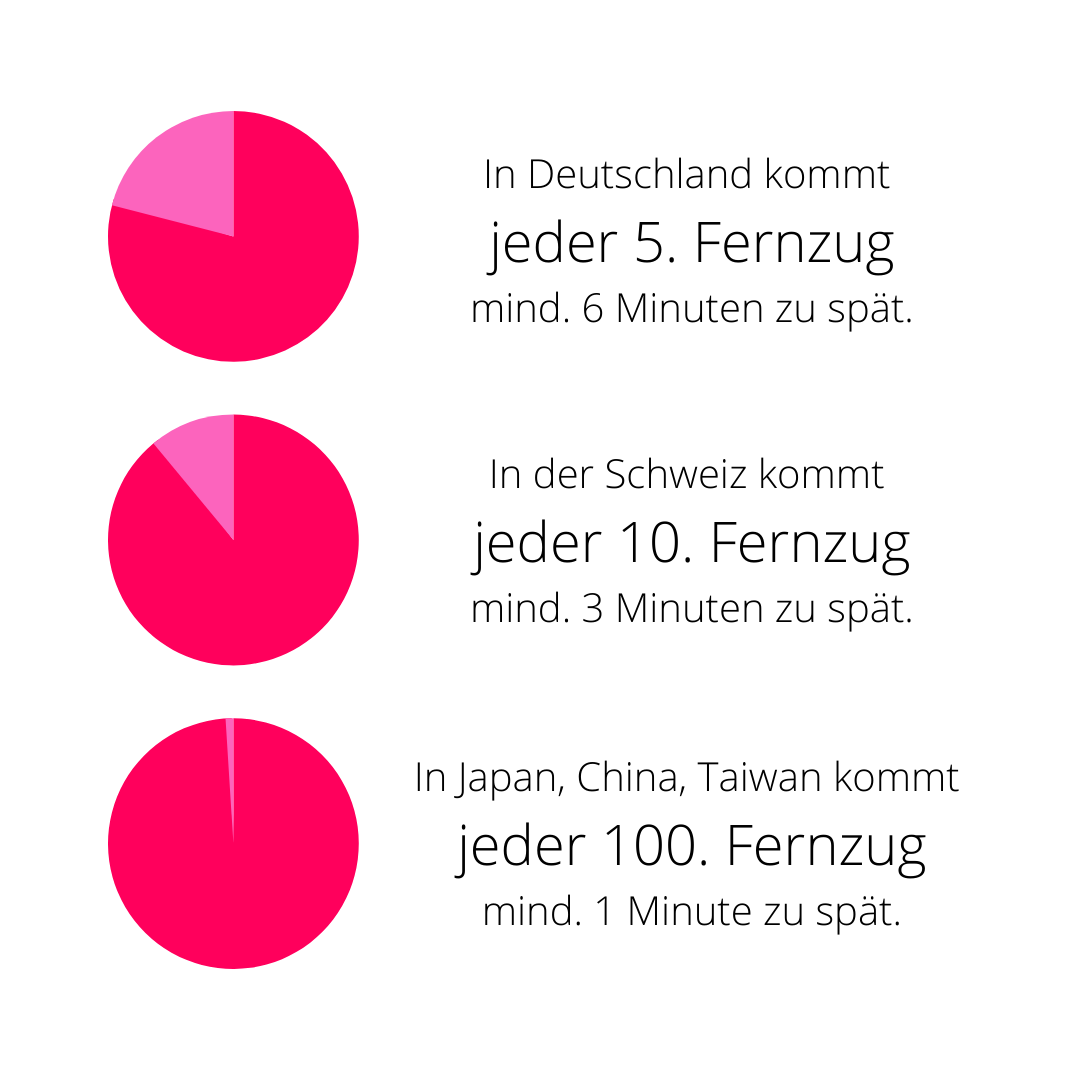 In Deutschland kommt
jeder 5. Fernzug
mind. 6 Minuten zu spät.
In der Schweiz kommt
jeder 10. Fernzug
mind. 3 Minuten zu spät.
In Japan, China, Taiwan kommt
jeder 100. Fernzug
mind. 1 Minute zu spät.